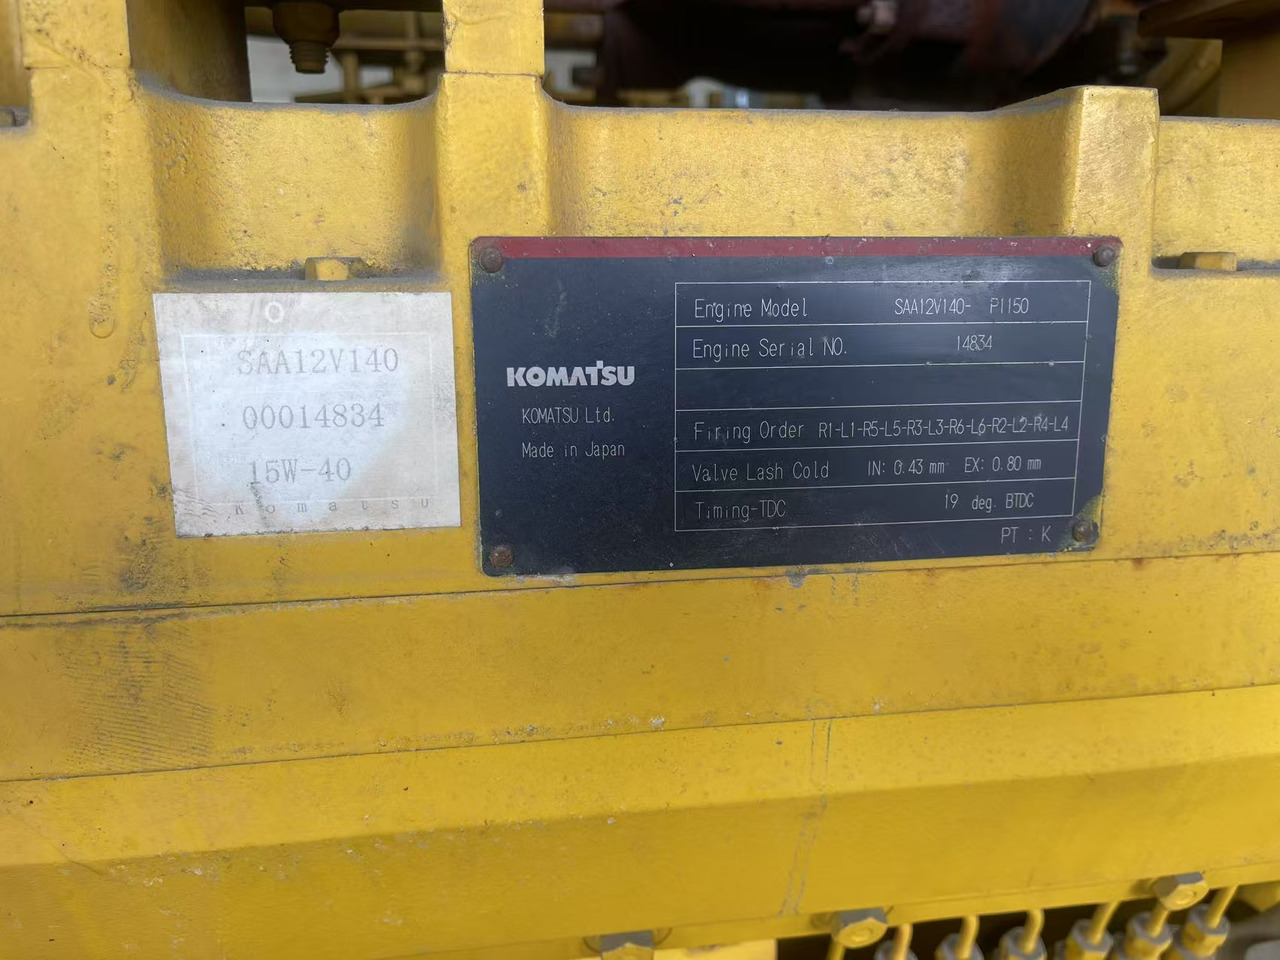 SAA12V140
00014834
15W-40
Komatsu
KOMATSU
KOMATSU Ltd.
Made in Japan
Engine Model SAA12V140- P1150
Engine Serial NO. 14834
Firing Order R1-L1-R5-L5-R3-L3-R6-L6-R2-L2-R4-L4
Valve Lash Cold IN: 0.43 mm EX: 0.80 mm
Timing-TDC 19 deg. BTDC
PT : K